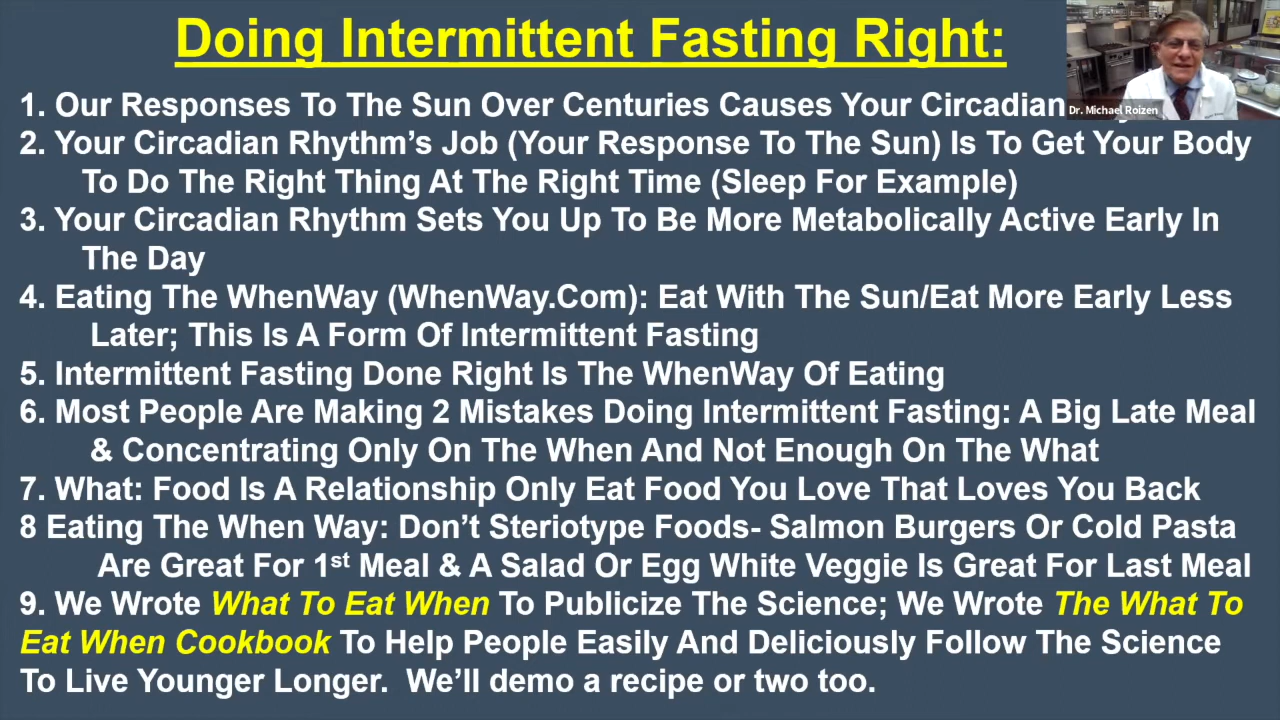 Doing Intermittent Fasting Right:
1. Our Responses To The Sun Over Centuries Causes Your Circadian
Dr. Michael Roizen
2. Your Circadian Rhythm’s Job (Your Response To The Sun) Is To Get Your Body
To Do The Right Thing At The Right Time (Sleep For Example)
3. Your Circadian Rhythm Sets You Up To Be More Metabolically Active Early In
The Day
4. Eating The WhenWay (WhenWay.Com): Eat With The Sun/Eat More Early Less
Later; This Is A Form Of Intermittent Fasting
5. Intermittent Fasting Done Right Is The WhenWay Of Eating
6. Most People Are Making 2 Mistakes Doing Intermittent Fasting: A Big Late Meal
& Concentrating Only On The When And Not Enough On The What
7. What: Food Is A Relationship Only Eat Food You Love That Loves You Back
8 Eating The When Way: Don’t Steriotype Foods- Salmon Burgers Or Cold Pasta
Are Great For 1st Meal & A Salad Or Egg White Veggie Is Great For Last Meal
9. We Wrote What To Eat When To Publicize The Science; We Wrote The What To
Eat When Cookbook To Help People Easily And Deliciously Follow The Science
To Live Younger Longer. We’ll demo a recipe or two too.